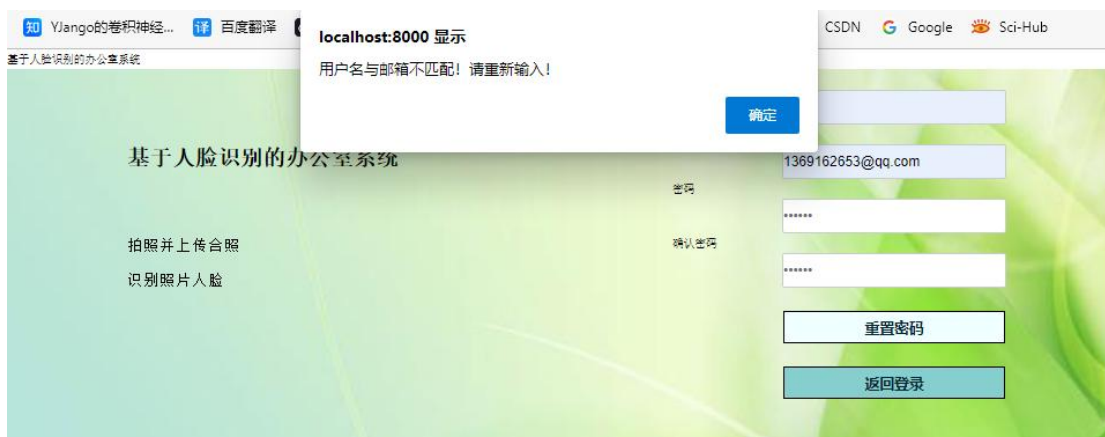 YJango的卷积神经... 百度翻译 CSDN Google Sci-Hub
基于人脸识别的办公室系统
localhost:8000 显示
用户名与邮箱不匹配！请重新输入！
确定
基于人脸识别的办公室系统
拍照并上传合照
识别照片人脸
1369162653@qq.com
密码
••••••
确认密码
••••••
重置密码
返回登录